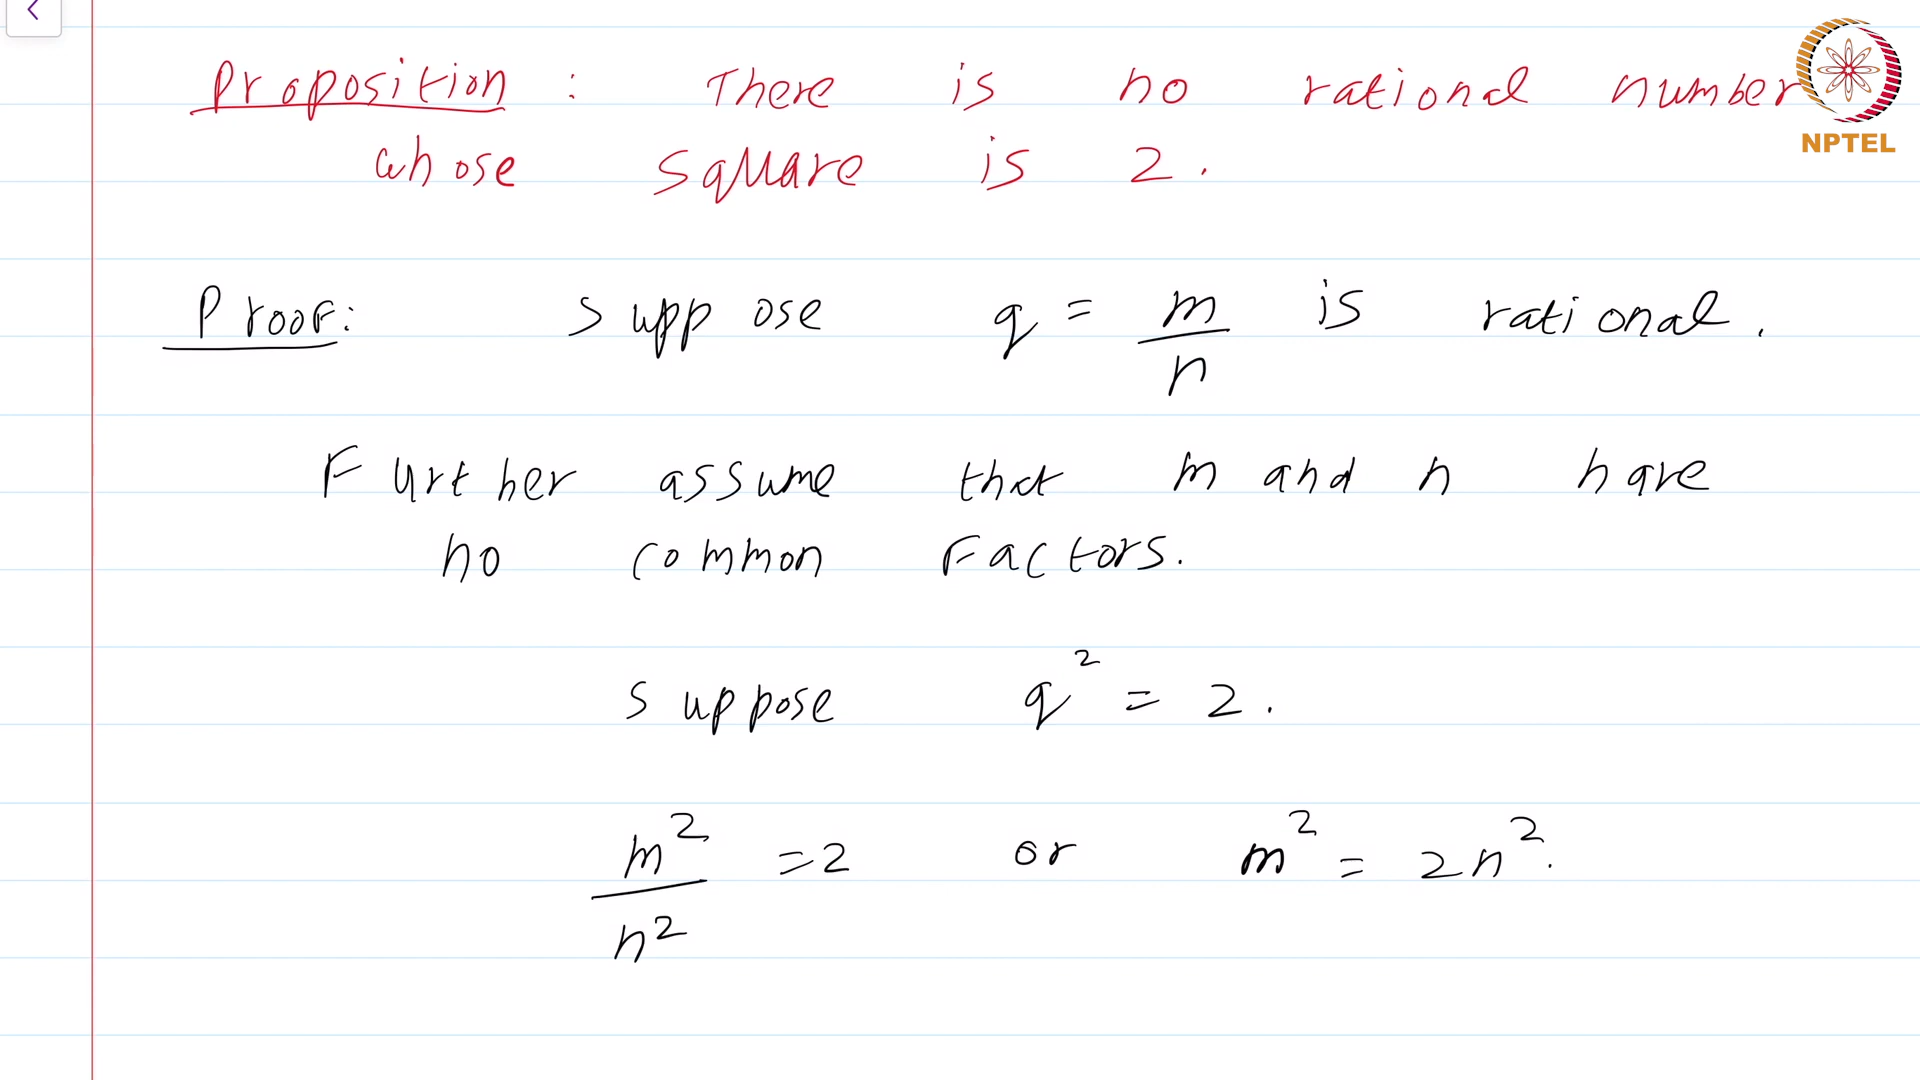 Proposition : There is no rational number
whose square is 2.
NPTEL
Proof: Suppose q = m/n is rational.
Further assume that m and n have
no common factors.
Suppose q² = 2.
m²/n² = 2 or m² = 2n².